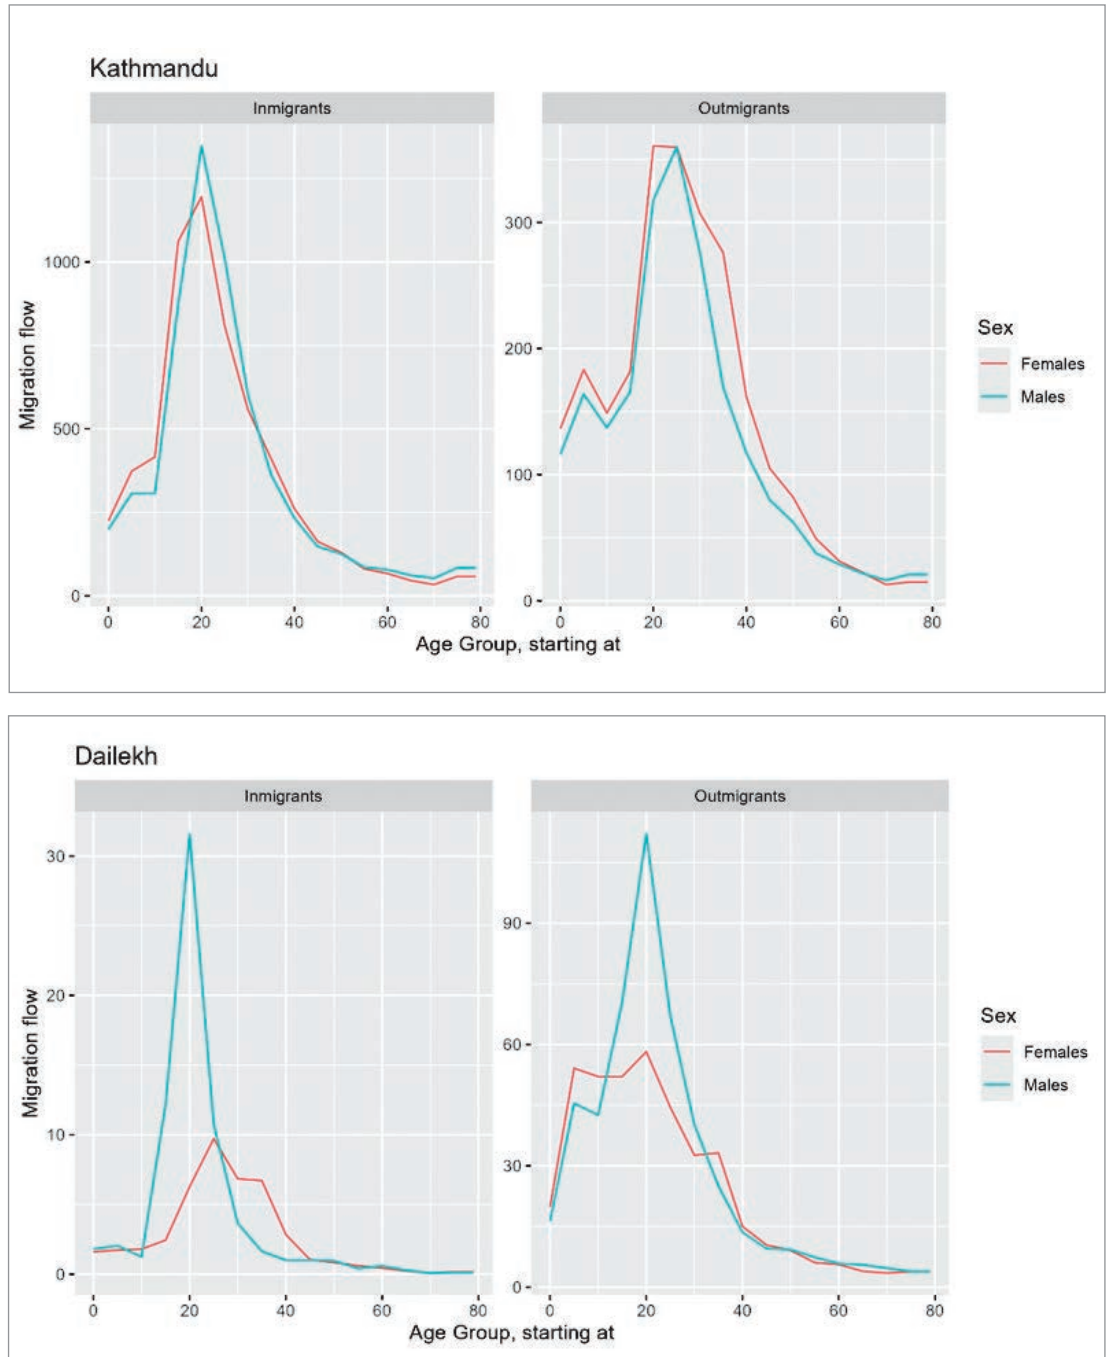 Kathmandu
Inmigrants
Outmigrants
Migration flow
1000
500
0
300
200
100
0
0 20 40 60 80
0 20 40 60 80
Age Group, starting at
Sex
Females
Males
Dailekh
Inmigrants
Outmigrants
Migration flow
30
20
10
0
90
60
30
0
0 20 40 60 80
0 20 40 60 80
Age Group, starting at
Sex
Females
Males